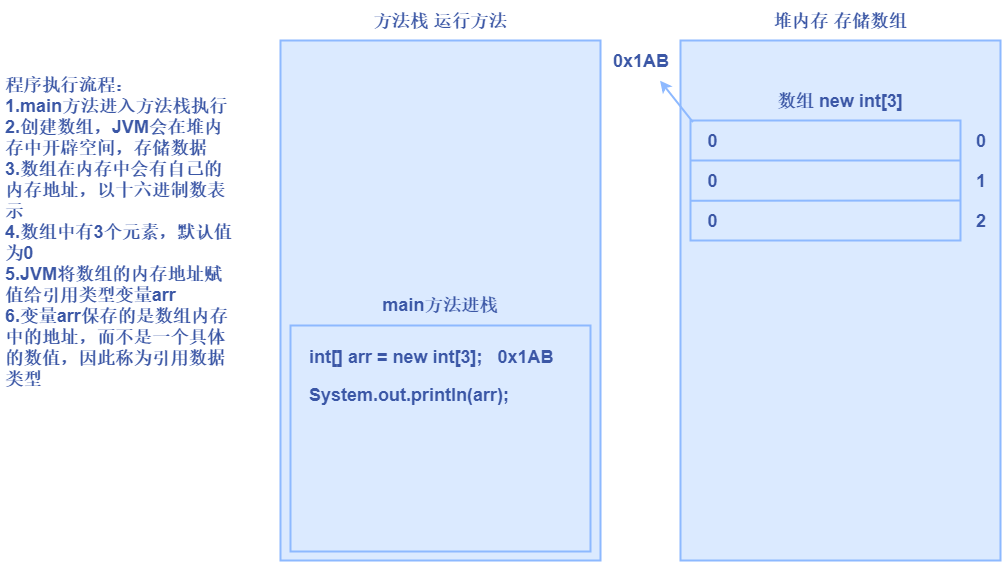 方法栈 运行方法
堆内存 存储数组
程序执行流程：
1.main方法进入方法栈执行
2.创建数组，JVM会在堆内
存中开辟空间，存储数据
3.数组在内存中会有自己的
内存地址，以十六进制数表
示
4.数组中有3个元素，默认值
为0
5.JVM将数组的内存地址赋
值给引用类型变量arr
6.变量arr保存的是数组内存
中的地址，而不是一个具体
的数值，因此称为引用数据
类型
main方法进栈
int[] arr = new int[3]; 0x1AB
System.out.println(arr);
0x1AB
数组 new int[3]
0 0
0 1
0 2